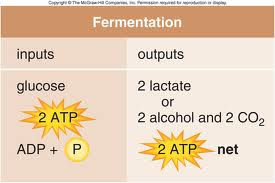 Copyright © The McGraw-Hill Companies, Inc. Permission required for reproduction or display.
Fermentation
inputs
outputs
glucose
2 ATP
ADP + P
2 lactate
or
2 alcohol and 2 CO2
2 ATP net